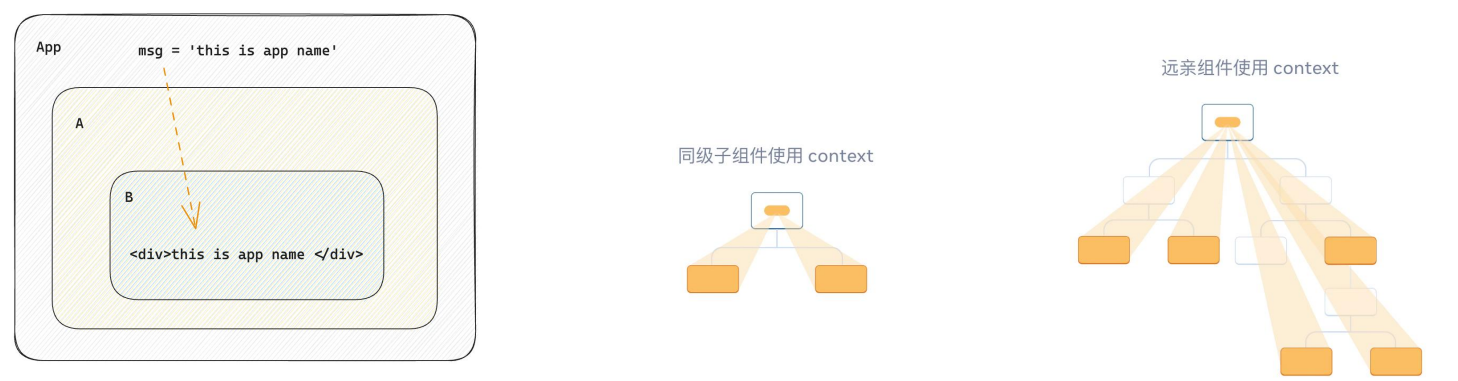 App
msg = 'this is app name'
A
B
<div>this is app name </div>
同级子组件使用 context
远亲组件使用 context